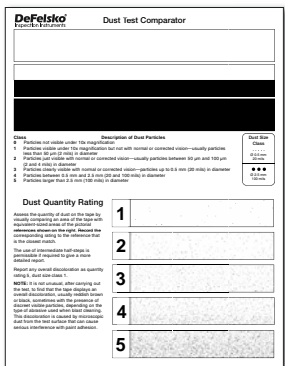 DeFelsko
Inspection Instruments
Dust Test Comparator
Class Description of Dust Particles
0 Particles not visible under 10x magnification
1 Particles visible under 10x magnification but not with normal or corrected vision—usually particles
less than 50 µm (2 mils) in diameter
2 Particles just visible with normal or corrected vision—usually particles between 50 µm and 100 µm
(2 and 4 mils) in diameter
3 Particles clearly visible with normal or corrected vision—particles up to 0.5 mm (20 mils) in diameter
4 Particles between 0.5 mm and 2.5 mm (20 and 100 mils) in diameter
5 Particles larger than 2.5 mm (100 mils) in diameter
Dust Size
Class
Ø 0.5 mm
20 mils
Ø 2.5 mm
100 mils
Dust Quantity Rating
Assess the quantity of dust on the tape by
visually comparing an area of the tape with
equivalent-sized areas of the pictorial
references shown on the right. Record the
corresponding rating to the reference that
is the closest match.
The use of intermediate half-steps is
permissible if required to give a more
detailed report.
Report any overall discoloration as quantity
rating 5, dust size class 1.
NOTE: It is not unusual, after carrying out
the test, to find that the tape displays an
overall discoloration, usually reddish brown
or black, sometimes with the presence of
discreet visible particles, depending on the
type of abrasive used when blast cleaning.
This discoloration is caused by microscopic
dust from the test surface that can cause
serious interference with paint adhesion.
1
2
3
4
5